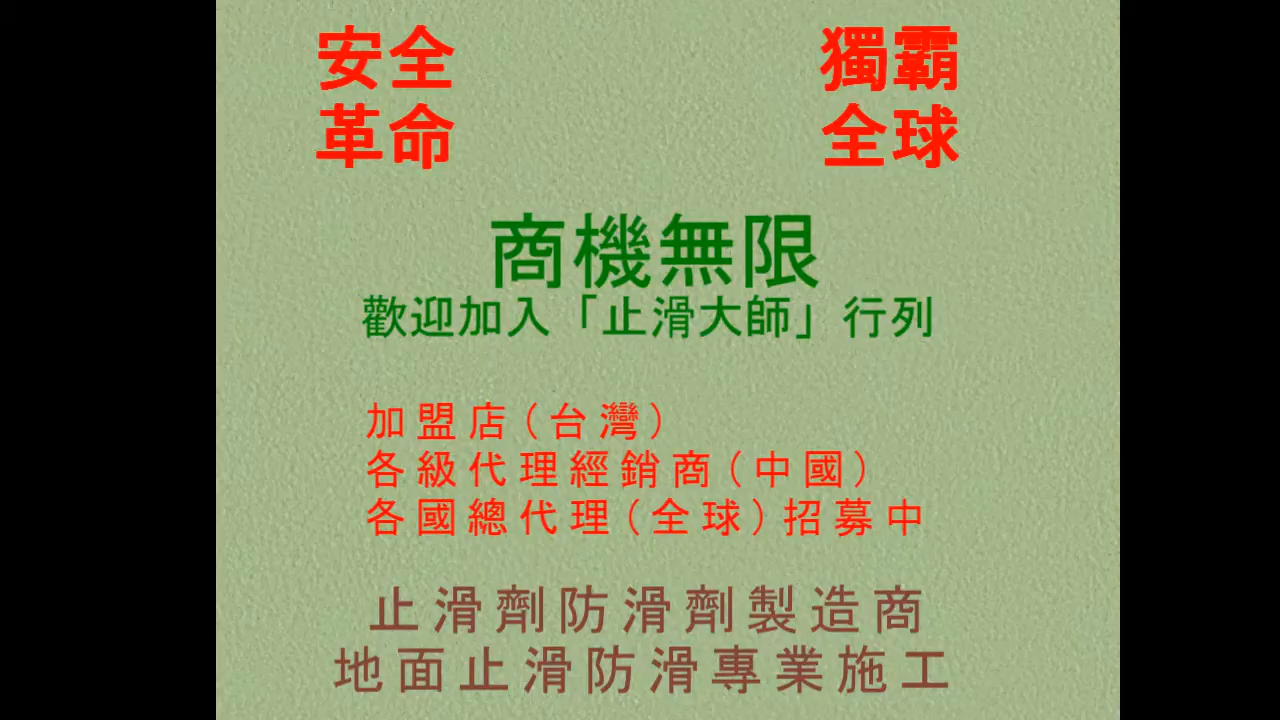 安全
革命
獨霸
全球
商機無限
歡迎加入「止滑大師」行列
加盟店(台灣)
各級代理經銷商(中國)
各國總代理(全球)招募中
止滑劑防滑劑製造商
地面止滑防滑專業施工